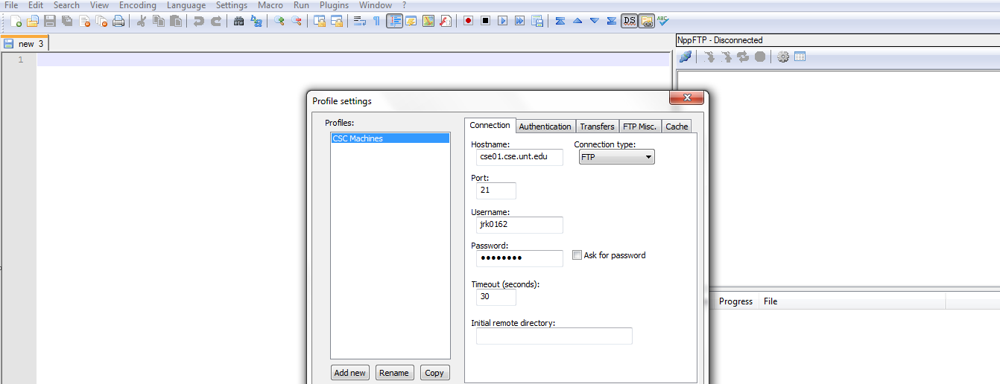 File Edit Search View Encoding Language Settings Macro Run Plugins Window ?
DS ABC
new 3
NppFTP - Disconnected
1
Profile settings
Profiles:
CSC Machines
Add new Rename Copy
Connection Authentication Transfers FTP Misc. Cache
Hostname: Connection type:
cse01.cse.unt.edu FTP
Port:
21
Username:
jrk0162
Password:
•••••••• Ask for password
Timeout (seconds):
30
Initial remote directory:
Progress File